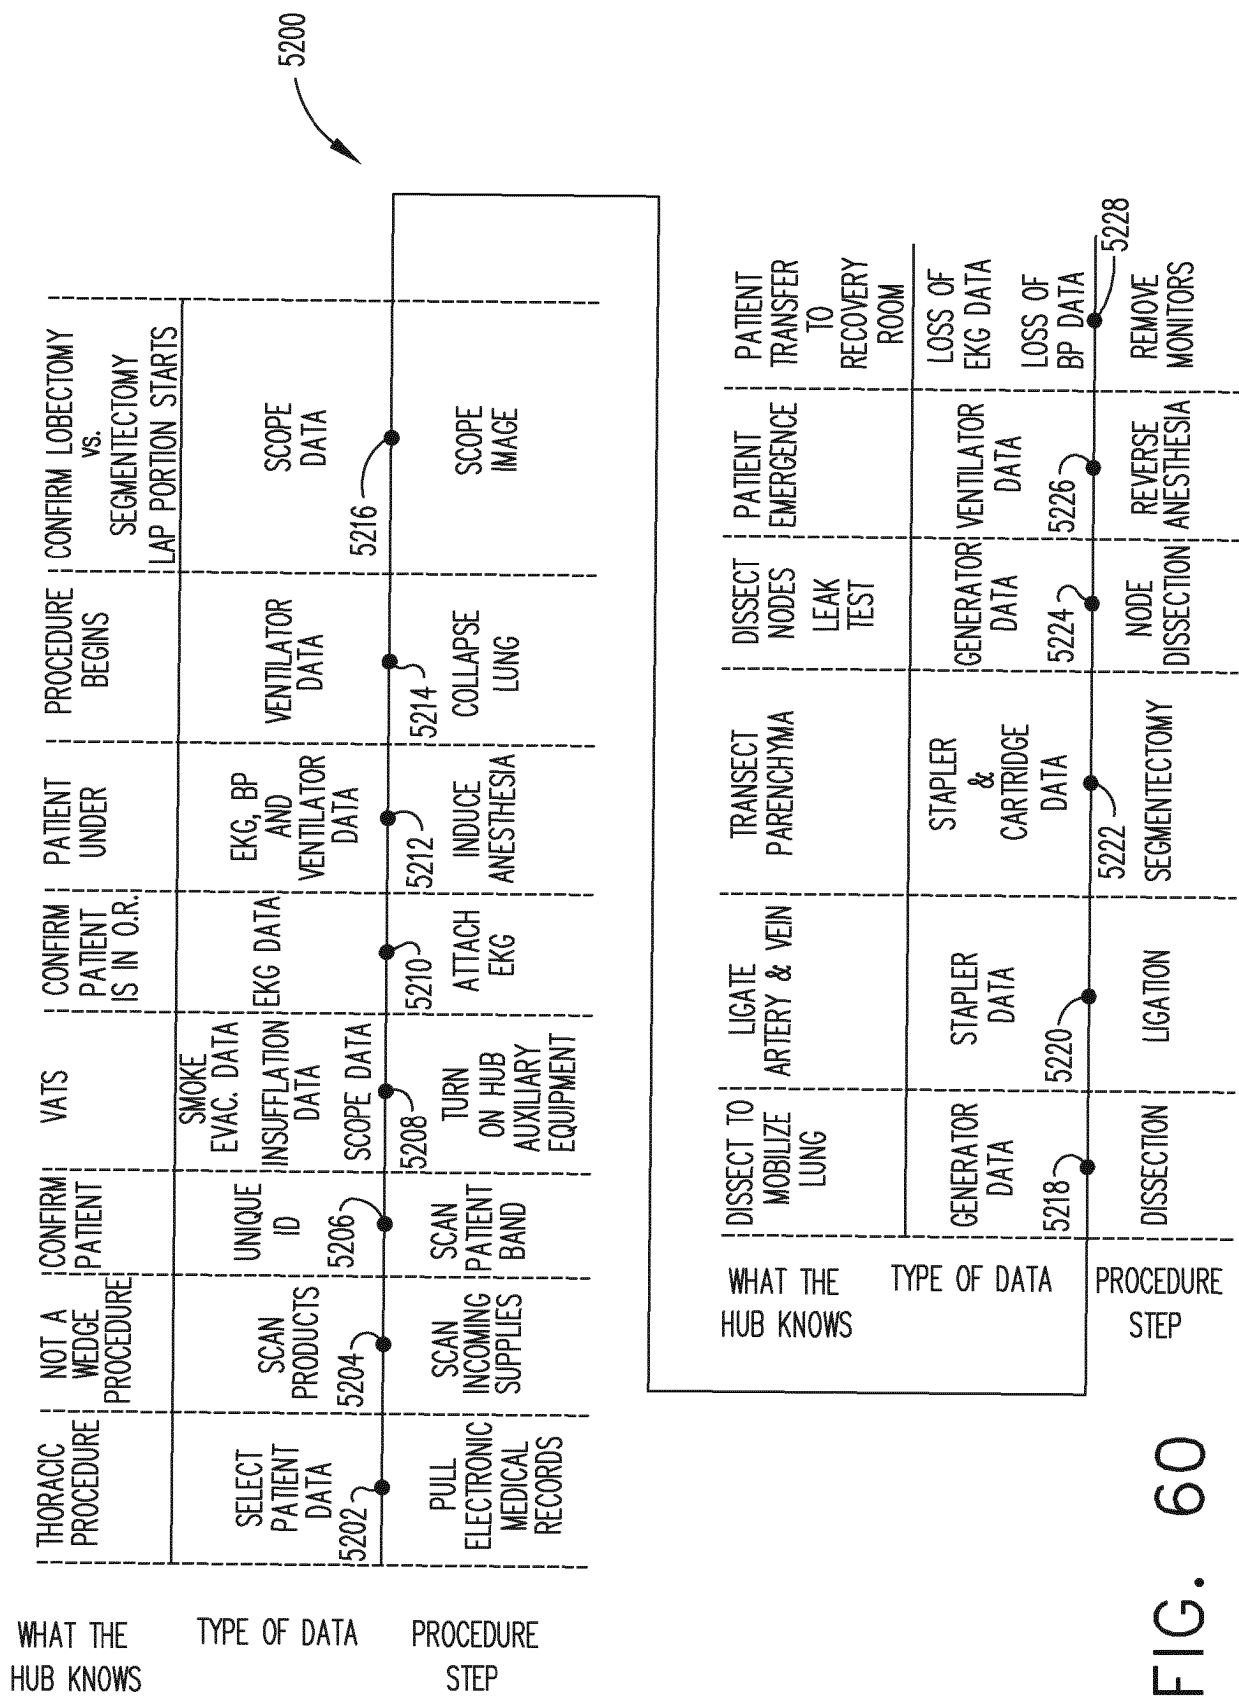 5200
WHAT THE
HUB KNOWS
THORACIC
PROCEDURE
NOT A
WEDGE
PROCEDURE
CONFIRM
PATIENT
VATS
CONFIRM
PATIENT
IS IN O.R.
PATIENT
UNDER
PROCEDURE
BEGINS
CONFIRM LOBECTOMY
vs.
SEGMENTECTOMY
LAP PORTION STARTS
TYPE OF DATA
SELECT
PATIENT
DATA
5202
SCAN
PRODUCTS
5204
UNIQUE
ID
5206
SMOKE
EVAC. DATA
INSUFFLATION
DATA
SCOPE DATA
EKG DATA
EKG, BP
AND
VENTILATOR
DATA
VENTILATOR
DATA
SCOPE
DATA
5216
PROCEDURE
STEP
PULL
ELECTRONIC
MEDICAL
RECORDS
SCAN
INCOMING
SUPPLIES
SCAN
PATIENT
BAND
5208
TURN
ON HUB
AUXILIARY
EQUIPMENT
5210
ATTACH
EKG
5212
INDUCE
ANESTHESIA
5214
COLLAPSE
LUNG
SCOPE
IMAGE
WHAT THE
HUB KNOWS
DISSECT TO
MOBILIZE
LUNG
LIGATE
ARTERY & VEIN
TRANSECT
PARENCHYMA
DISSECT
NODES
LEAK
TEST
PATIENT
EMERGENCE
PATIENT
TRANSFER
TO
RECOVERY
ROOM
TYPE OF DATA
GENERATOR
DATA
5218
STAPLER
DATA
5220
STAPLER
&
CARTRIDGE
DATA
GENERATOR
DATA
5224
VENTILATOR
DATA
5226
LOSS OF
EKG DATA
LOSS OF
BP DATA
PROCEDURE
STEP
DISSECTION
LIGATION
5222
SEGMENTECTOMY
NODE
DISSECTION
REVERSE
ANESTHESIA
5228
REMOVE
MONITORS
FIG. 60